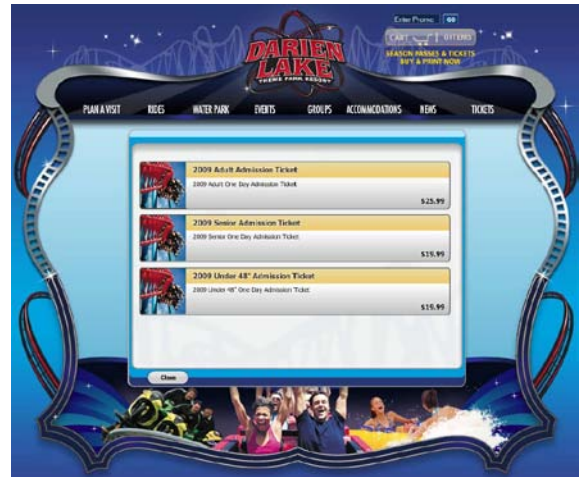 Enter Promo GO
CART 0 ITEMS
SEASON PASSES & TICKETS
BUY & PRINT NOW
DARIEN
LAKE
THEME PARK RESORT
PLAN A VISIT RIDES WATER PARK EVENTS GROUPS ACCOMMODATIONS NEWS TICKETS
2009 Adult Admission Ticket
2009 Adult One Day Admission Ticket
$25.99
2009 Senior Admission Ticket
2009 Senior One Day Admission Ticket
$19.99
2009 Under 48" Admission Ticket
2009 Under 48" One Day Admission Ticket
$19.99
Close